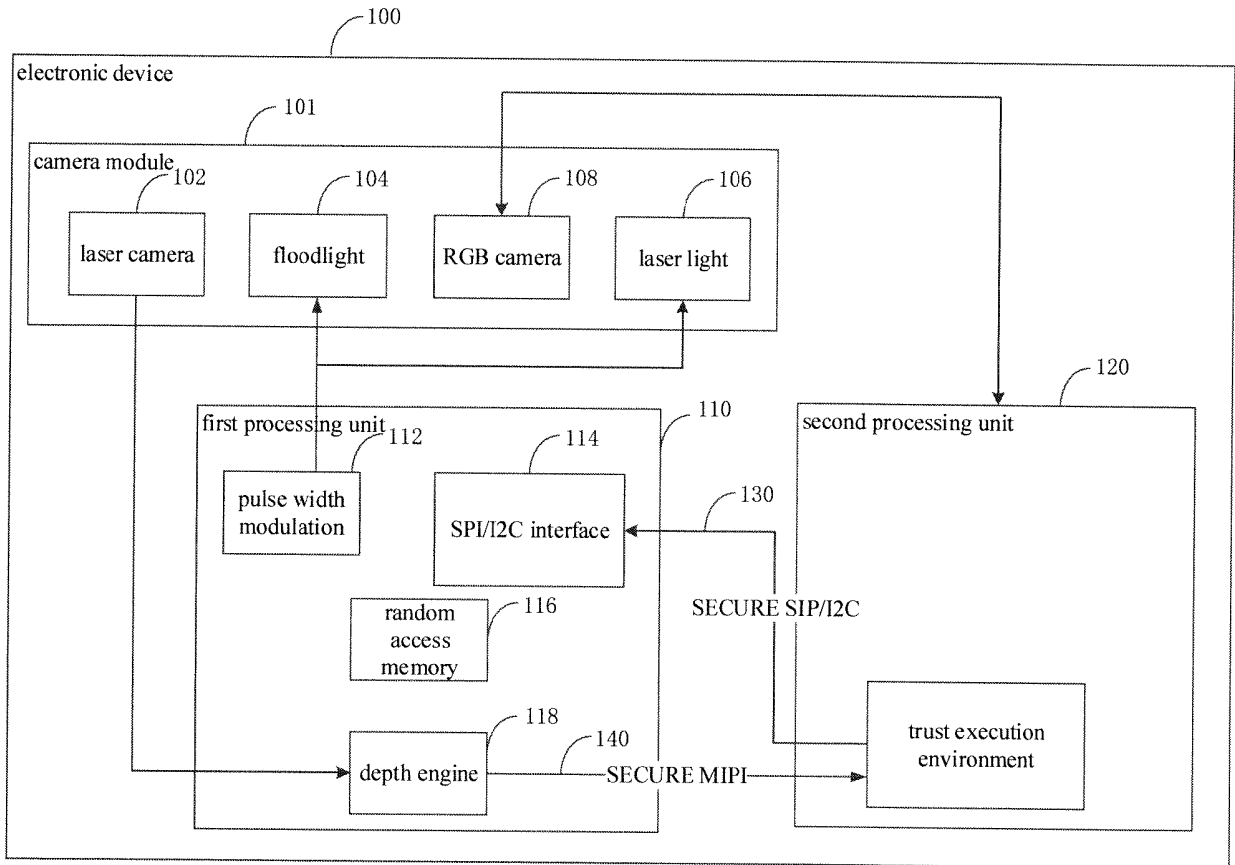 100
electronic device
101
camera module
102
104
108
106
laser camera
floodlight
RGB camera
laser light
120
first processing unit
110
second processing unit
112
114
pulse width
modulation
SPI/I2C interface
130
116
random
access
memory
SECURE SIP/I2C
118
140
depth engine
SECURE MIPI
trust execution
environment